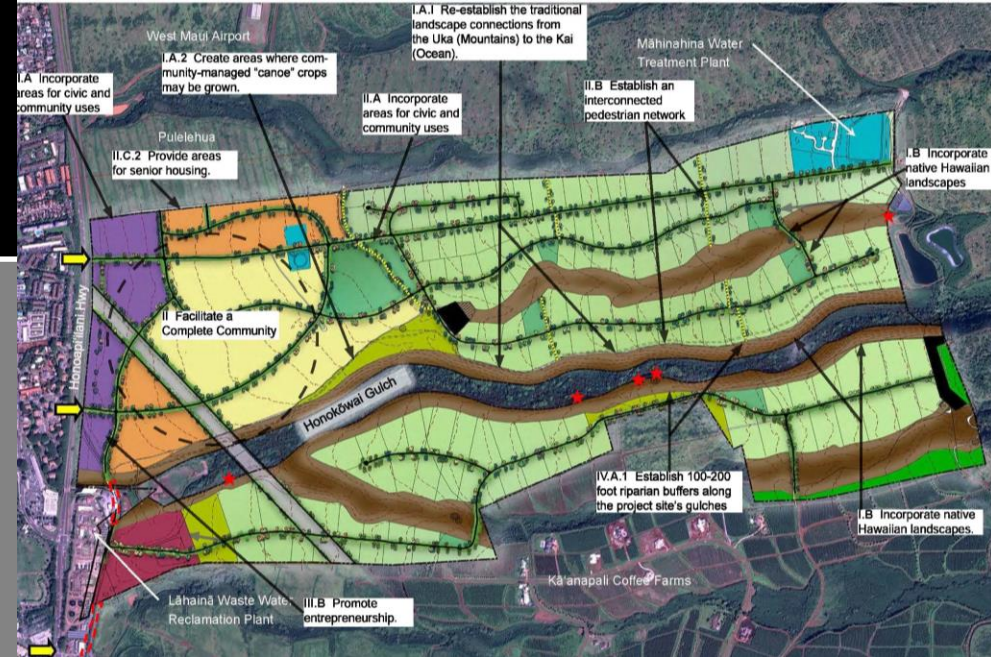 I.A.1 Re-establish the traditional
landscape connections from
the Uka (Mountains) to the Kai
(Ocean).
West Maui Airport
Māhinahina Water
Treatment Plant
I.A.2 Create areas where com-
munity-managed "canoe" crops
may be grown.
I.A Incorporate
areas for civic and
community uses
II.A Incorporate
areas for civic and
community uses
II.B Establish an
interconnected
pedestrian network
Pulelehua
II.C.2 Provide areas
for senior housing.
I.B Incorporate
native Hawaiian
landscapes
Honoapi'ilani Hwy
II Facilitate a
Complete Community
Honokōwai Gulch
IV.A.1 Establish 100-200
foot riparian buffers along
the project site's gulches
I.B Incorporate native
Hawaiian landscapes.
Kā'anapali Coffee Farms
Lāhainā Waste Water
Reclamation Plant
III.B Promote
entrepreneurship.